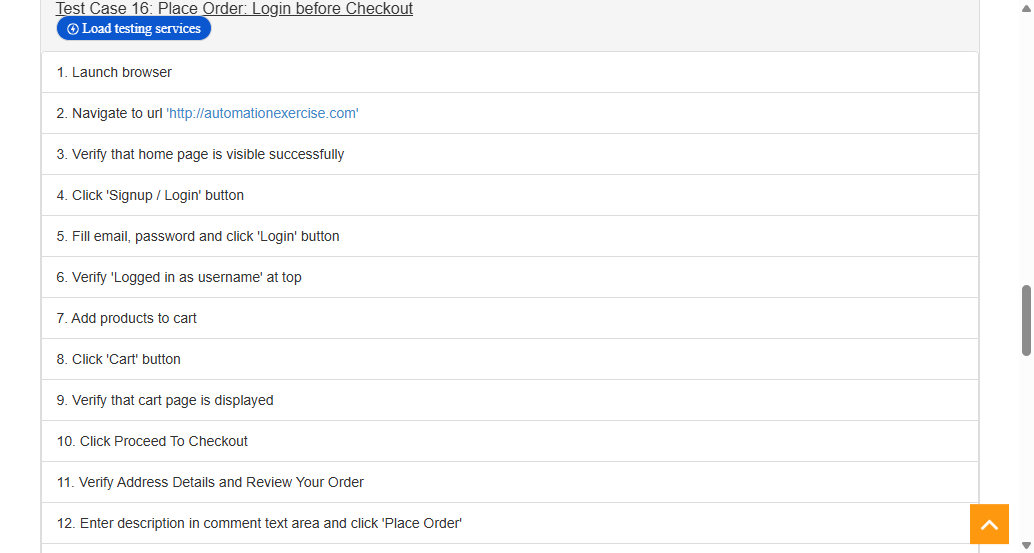 Test Case 16: Place Order: Login before Checkout
Load testing services
1. Launch browser
2. Navigate to url 'http://automationexercise.com'
3. Verify that home page is visible successfully
4. Click 'Signup / Login' button
5. Fill email, password and click 'Login' button
6. Verify 'Logged in as username' at top
7. Add products to cart
8. Click 'Cart' button
9. Verify that cart page is displayed
10. Click Proceed To Checkout
11. Verify Address Details and Review Your Order
12. Enter description in comment text area and click 'Place Order'